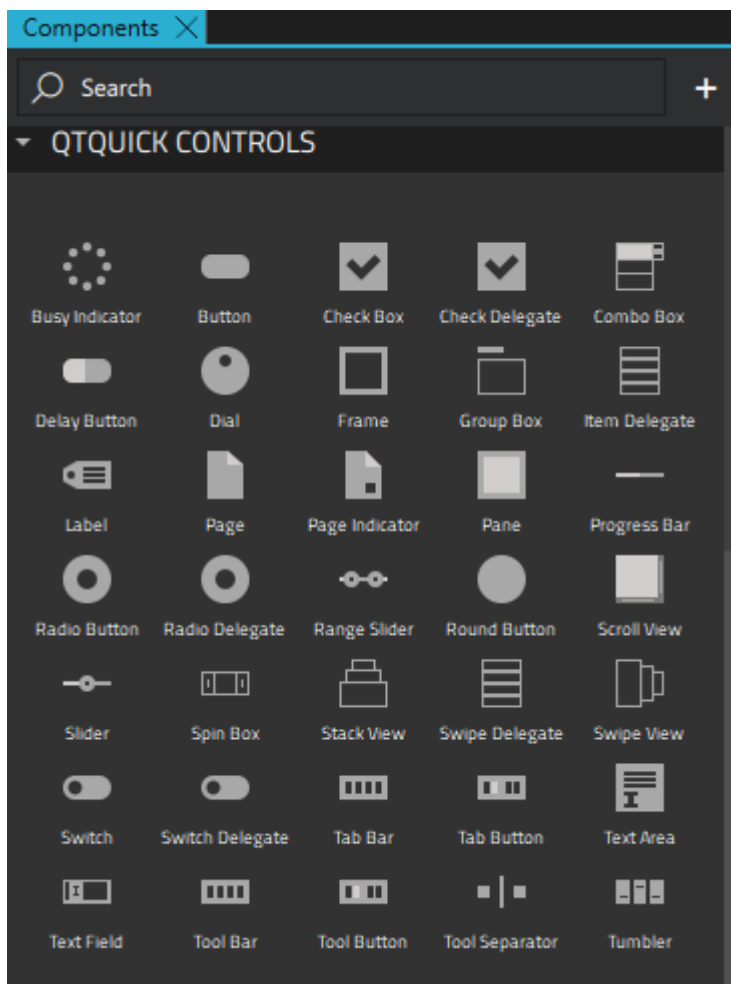 Components
Search
QTQUICK CONTROLS
Busy Indicator Button Check Box Check Delegate Combo Box
Delay Button Dial Frame Group Box Item Delegate
Label Page Page Indicator Pane Progress Bar
Radio Button Radio Delegate Range Slider Round Button Scroll View
Slider Spin Box Stack View Swipe Delegate Swipe View
Switch Switch Delegate Tab Bar Tab Button Text Area
Text Field Tool Bar Tool Button Tool Separator Tumbler